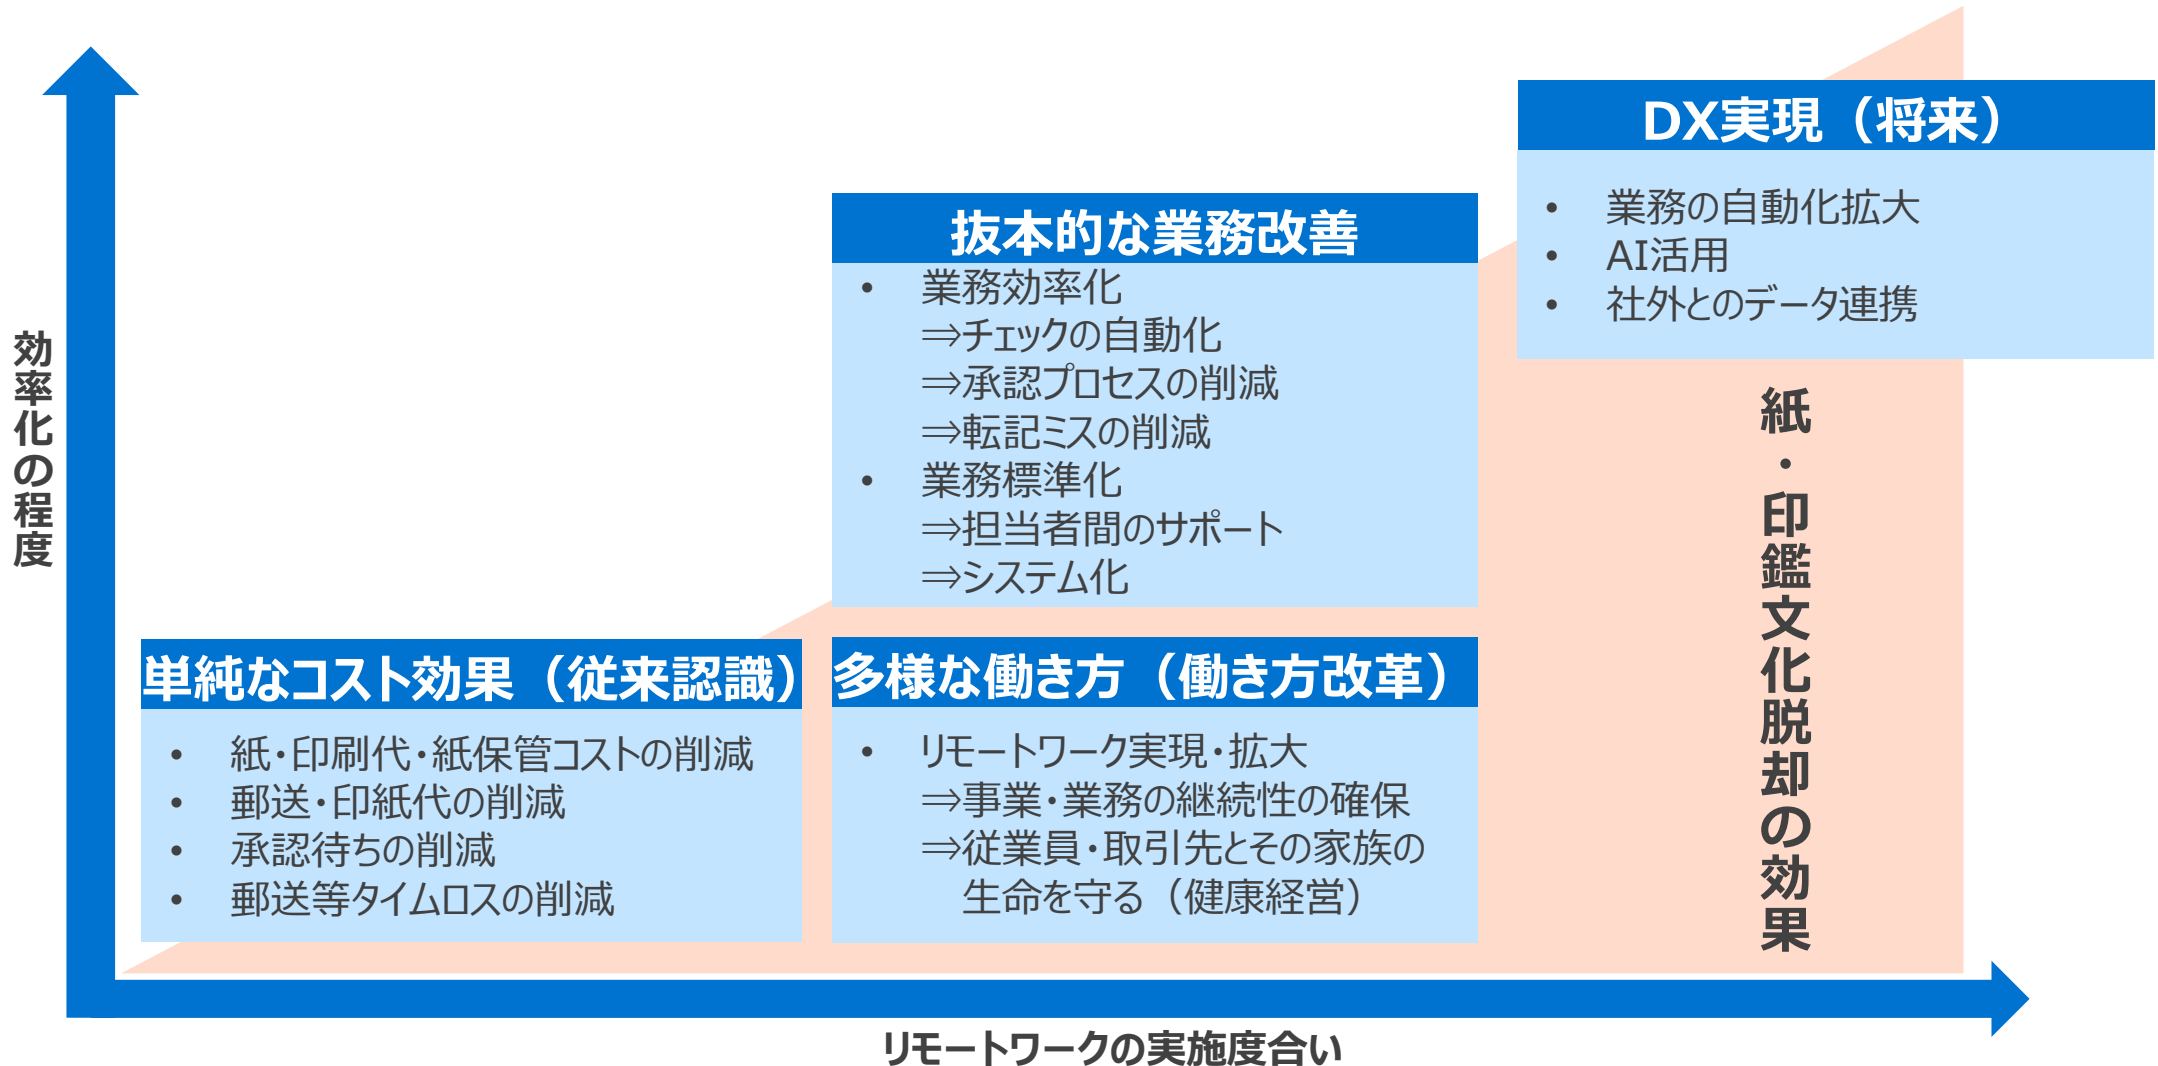 効率化の程度
DX実現（将来）
• 業務の自動化拡大
• AI活用
• 社外とのデータ連携
抜本的な業務改善
• 業務効率化
⇒チェックの自動化
⇒承認プロセスの削減
⇒転記ミスの削減
• 業務標準化
⇒担当者間のサポート
⇒システム化
単純なコスト効果（従来認識）
• 紙・印刷代・紙保管コストの削減
• 郵送・印紙代の削減
• 承認待ちの削減
• 郵送等タイムロスの削減
多様な働き方（働き方改革）
• リモートワーク実現・拡大
⇒事業・業務の継続性の確保
⇒従業員・取引先とその家族の
生命を守る（健康経営）
紙・印鑑文化脱却の効果
リモートワークの実施度合い